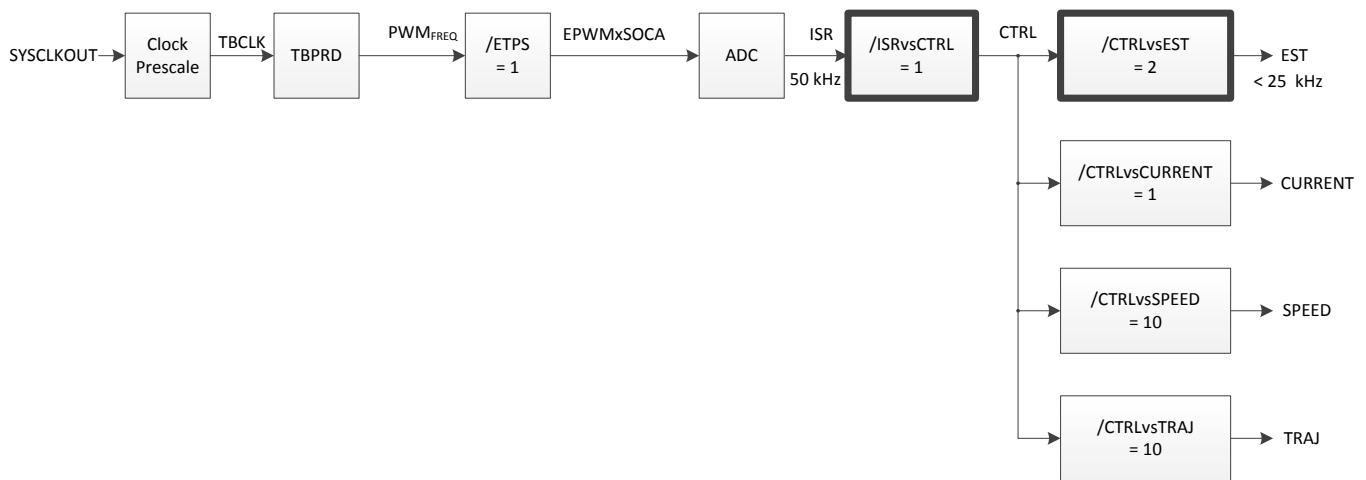 SYSCLKOUT
Clock
Prescale
TBCLK
TBPRD
PWMFREQ
/ETPS
= 1
EPWMxSOCA
ADC
ISR
50 kHz
/ISRvsCTRL
= 1
CTRL
/CTRLvsEST
= 2
EST
< 25 kHz
/CTRLvsCURRENT
= 1
CURRENT
/CTRLvsSPEED
= 10
SPEED
/CTRLvsTRAJ
= 10
TRAJ